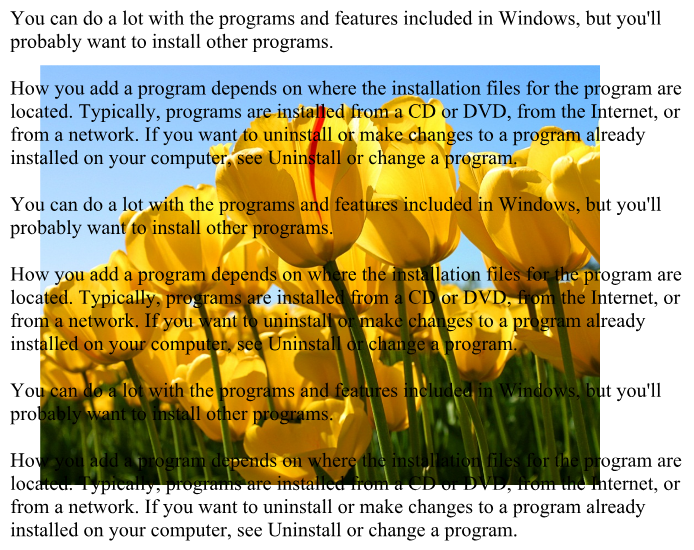 You can do a lot with the programs and features included in Windows, but you'll
probably want to install other programs.
How you add a program depends on where the installation files for the program are
located. Typically, programs are installed from a CD or DVD, from the Internet, or
from a network. If you want to uninstall or make changes to a program already
installed on your computer, see Uninstall or change a program.
You can do a lot with the programs and features included in Windows, but you'll
probably want to install other programs.
How you add a program depends on where the installation files for the program are
located. Typically, programs are installed from a CD or DVD, from the Internet, or
from a network. If you want to uninstall or make changes to a program already
installed on your computer, see Uninstall or change a program.
You can do a lot with the programs and features included in Windows, but you'll
probably want to install other programs.
How you add a program depends on where the installation files for the program are
located. Typically, programs are installed from a CD or DVD, from the Internet, or
from a network. If you want to uninstall or make changes to a program already
installed on your computer, see Uninstall or change a program.